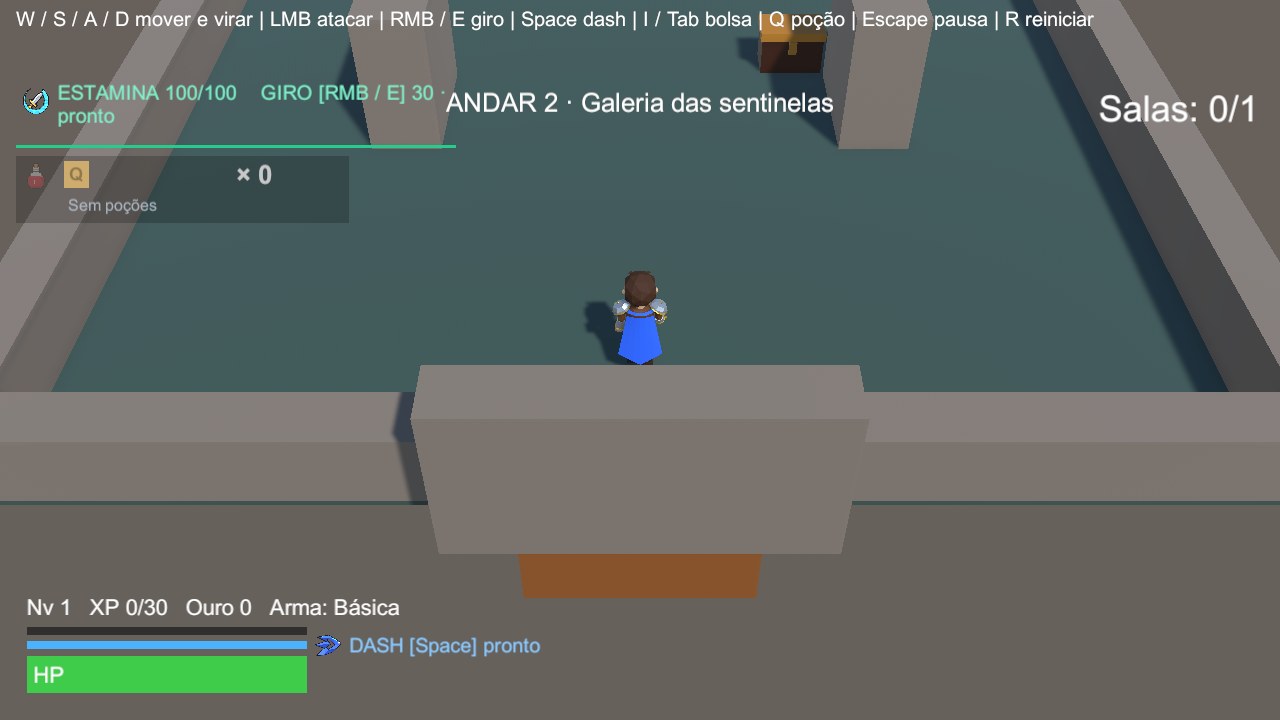 W / S / A / D mover e virar | LMB atacar | RMB / E giro | Space dash | I / Tab bolsa | Q poção | Escape pausa | R reiniciar
ESTAMINA 100/100 GIRO [RMB / E] 30 ·
pronto
ANDAR 2 · Galeria das sentinelas
Salas: 0/1
Q × 0
Sem poções
Nv 1 XP 0/30 Ouro 0 Arma: Básica
DASH [Space] pronto
HP